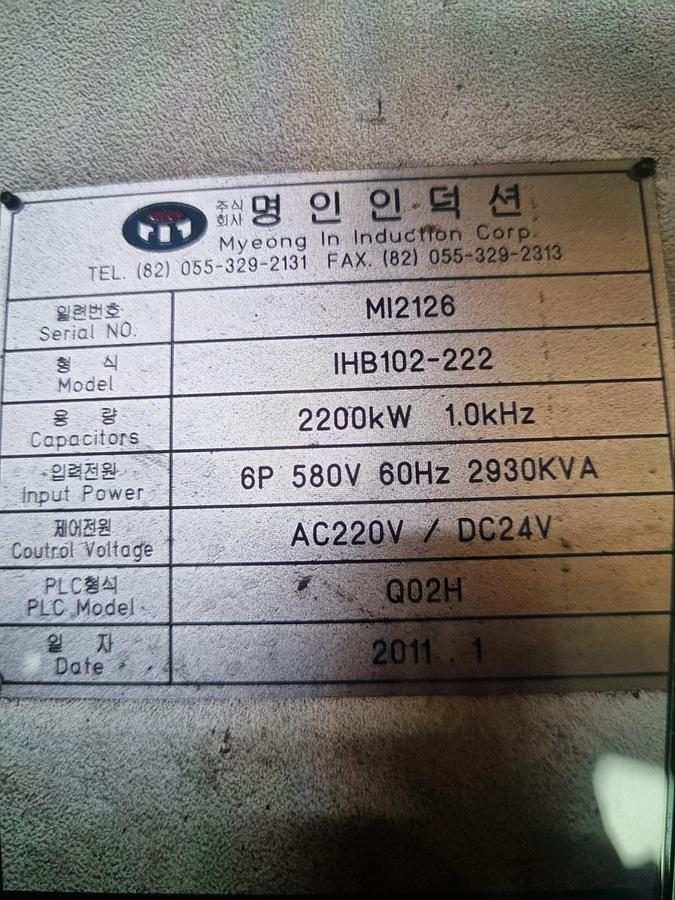 주식회사 명 인 인 덕 션
Myeong In Induction Corp.
TEL. (82) 055-329-2131 FAX. (82) 055-329-2313
일련번호 MI2126
Serial NO.
형 식 IHB102-222
Model
용 량 2200kW 1.0kHz
Capacitors
입력전원 6P 580V 60Hz 2930KVA
Input Power
제어전원 AC220V / DC24V
Coutrol Voltage
PLC형식 Q02H
PLC Model
일 자 2011 . 1
Date